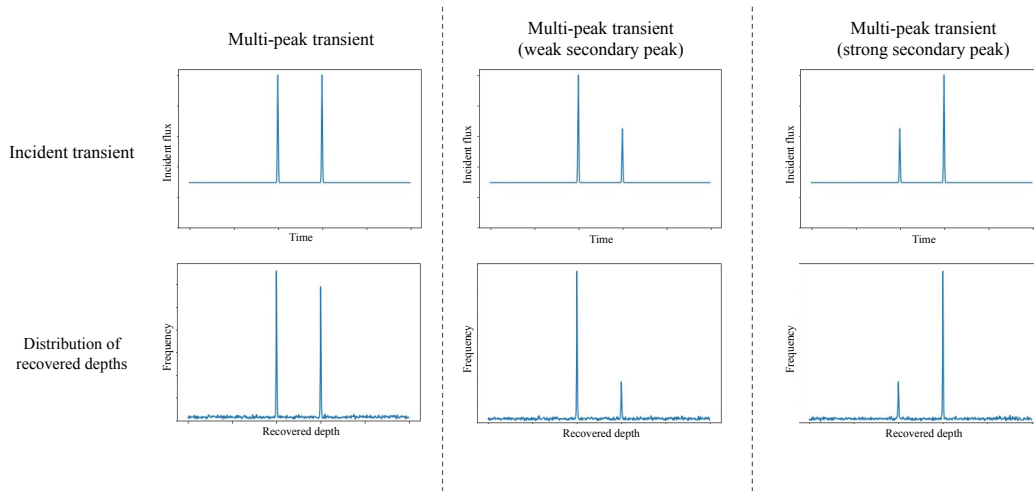 Multi-peak transient
Multi-peak transient
(weak secondary peak)
Multi-peak transient
(strong secondary peak)
Incident transient
Incident flux
Time
Incident flux
Time
Incident flux
Time
Distribution of
recovered depths
Frequency
Recovered depth
Frequency
Recovered depth
Frequency
Recovered depth